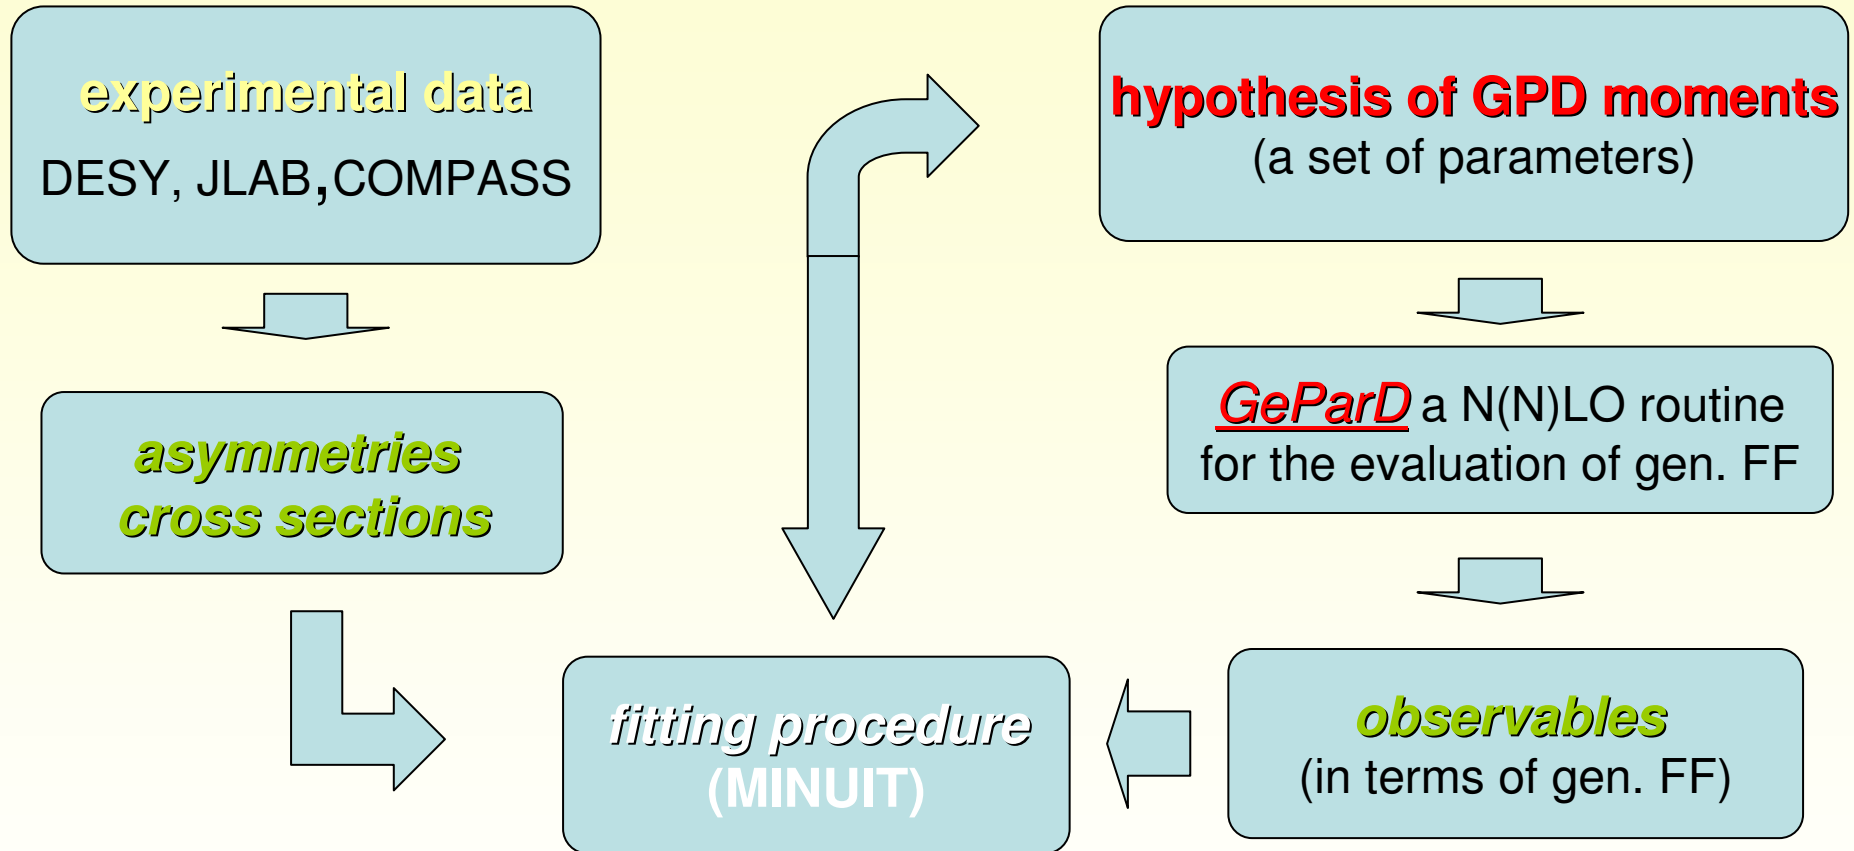 experimental data
DESY, JLAB,COMPASS
asymmetries
cross sections
hypothesis of GPD moments
(a set of parameters)
GeParD a N(N)LO routine
for the evaluation of gen. FF
observables
(in terms of gen. FF)
fitting procedure
(MINUIT)